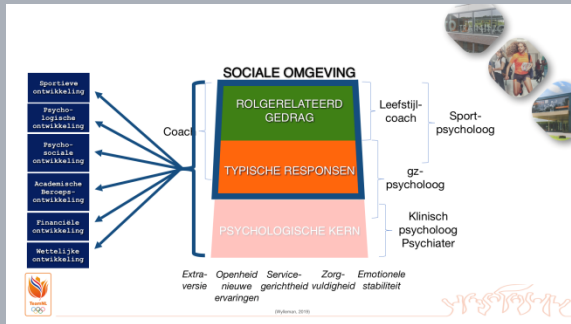 SOCIALE OMGEVING
Sportieve
ontwikkeling
Psycho-
logische
ontwikkeling
Psycho-
sociale
ontwikkeling
Academische
Beroeps-
ontwikkeling
Financiële
ontwikkeling
Wettelijke
ontwikkeling
Coach
ROLGERELATEERD
GEDRAG
TYPISCHE RESPONSEN
PSYCHOLOGISCHE KERN
Leefstijl-
coach
Sport-
psycholoog
gz-
psycholoog
Klinisch
psycholoog
Psychiater
Extra-
versie
Openheid
nieuwe
ervaringen
Service-
gerichtheid
Zorg-
vuldigheid
Emotionele
stabiliteit
TeamNL
(Wylleman, 2019)